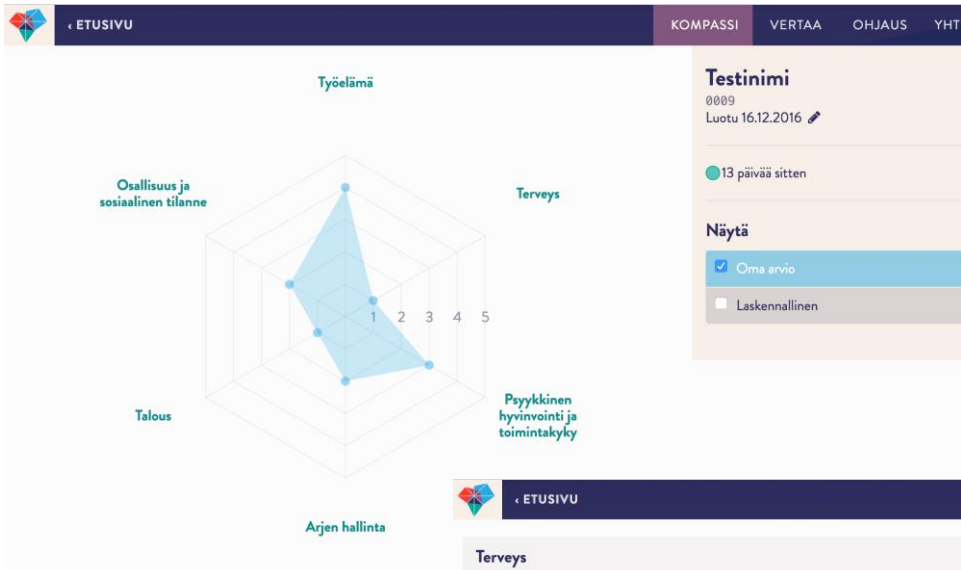 ‹ ETUSIVU
KOMPASSI VERTAA OHJAUS YHT
Työelämä
Osallisuus ja
sosiaalinen tilanne
Terveys
1 2 3 4 5
Talous
Psyykkinen
hyvinvointi ja
toimintakyky
Arjen hallinta
Testinimi
0009
Luotu 16.12.2016
13 päivää sitten
Näytä
Oma arvio
Laskennallinen
‹ ETUSIVU
Terveys